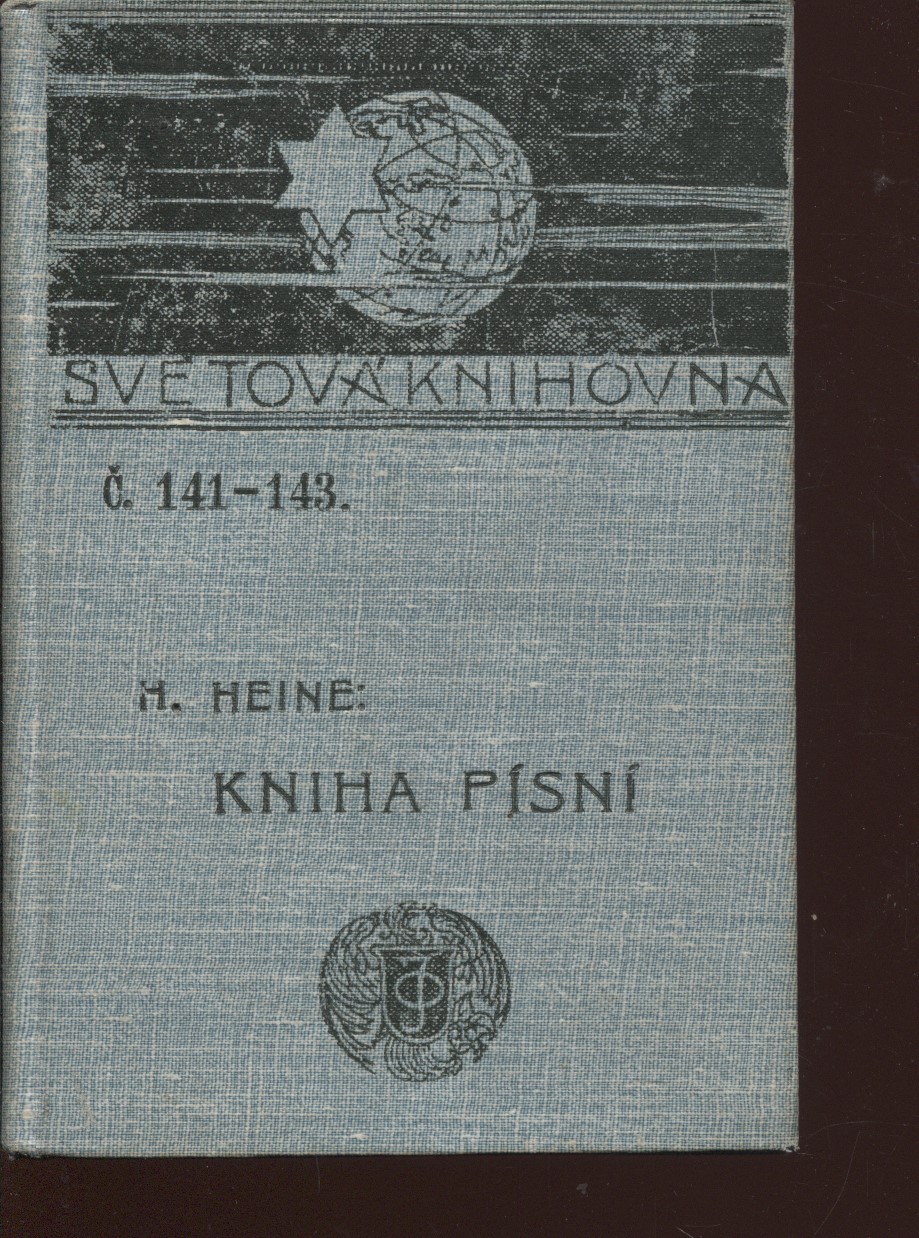 SVĚTOVÁ KNIHOVNA
Č. 141-143.
H. HEINE:
KNIHA PÍSNÍ